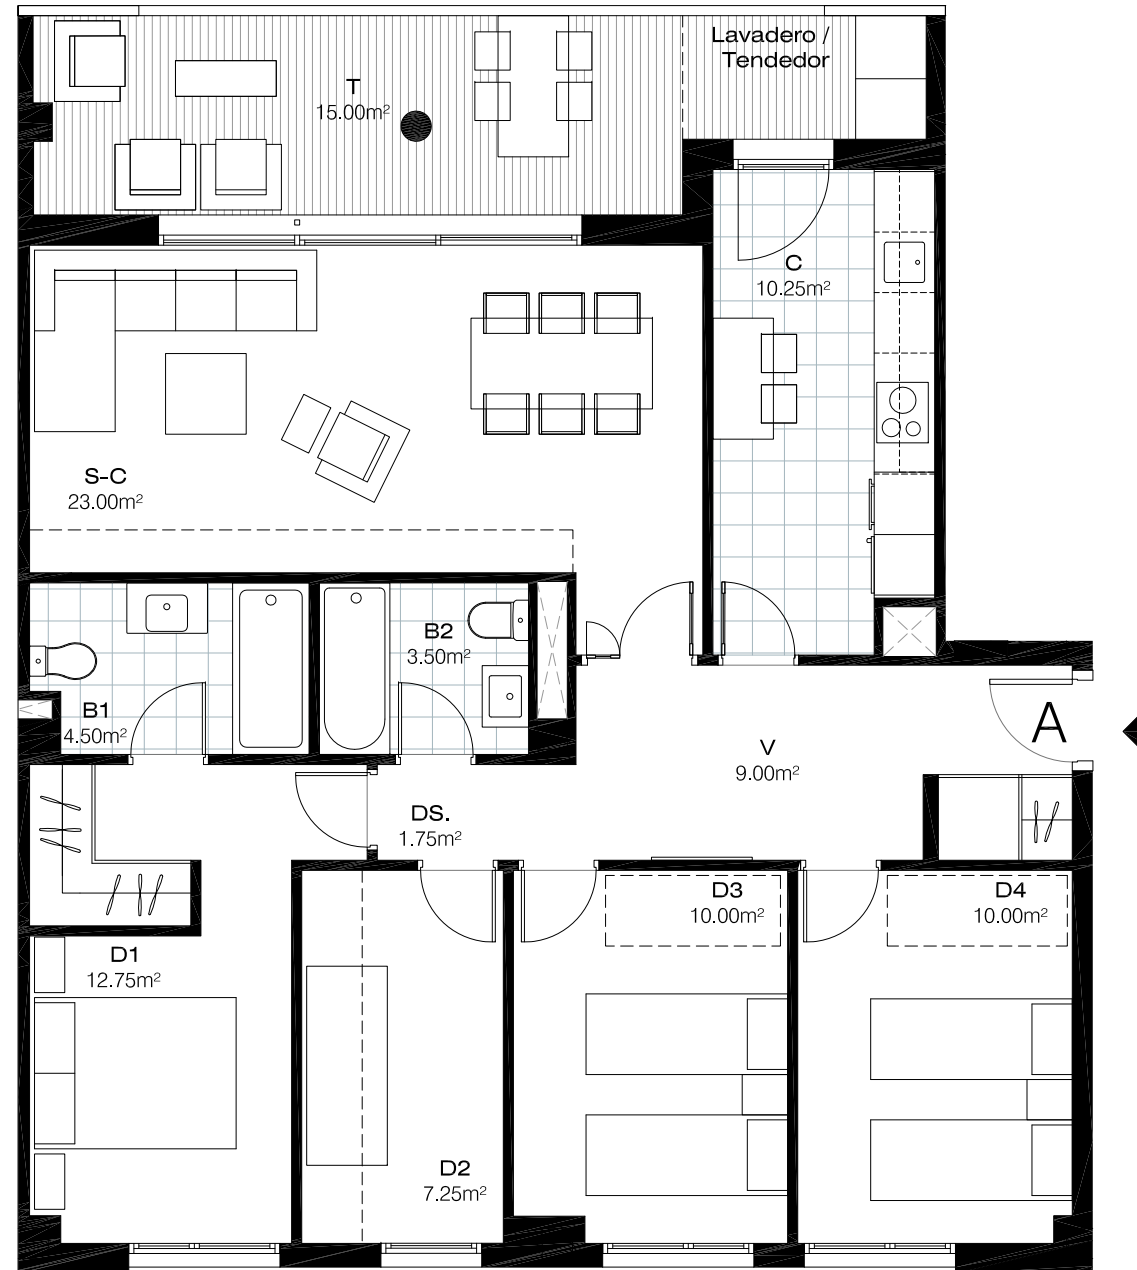 Lavadero /
Tendedor
T
15.00m²
C
10.25m²
S-C
23.00m²
B2
3.50m²
B1
4.50m²
A
V
9.00m²
DS.
1.75m²
D3
10.00m²
D4
10.00m²
D1
12.75m²
D2
7.25m²